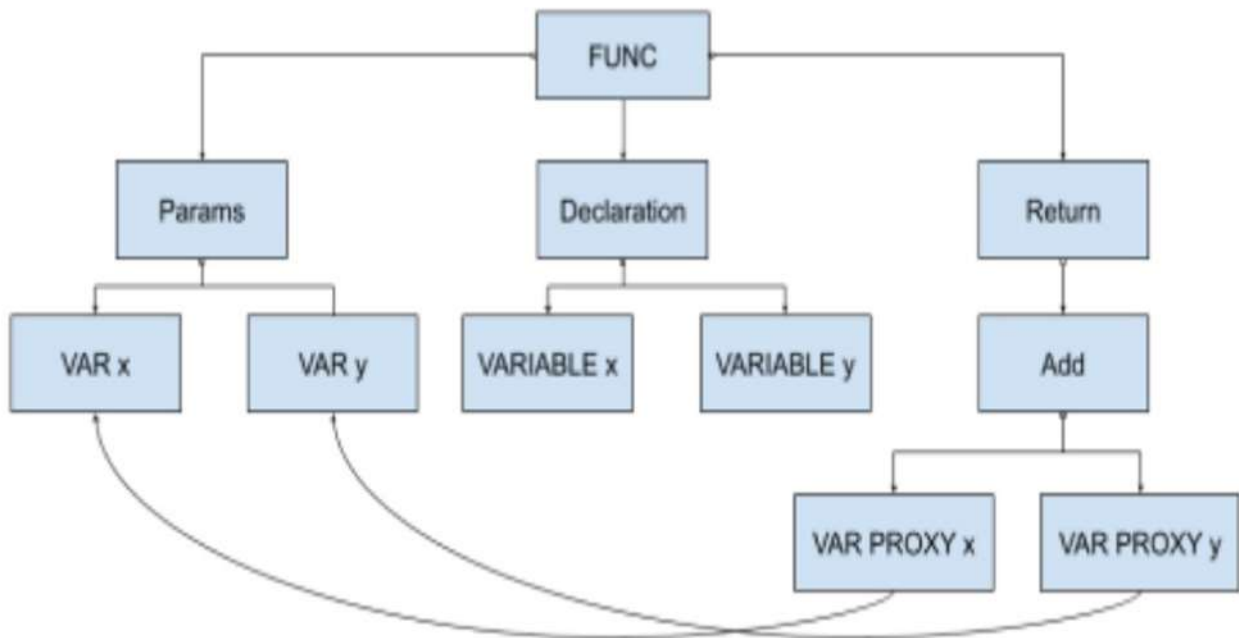 FUNC
Params
Declaration
Return
VAR x
VAR y
VARIABLE x
VARIABLE y
Add
VAR PROXY x
VAR PROXY y